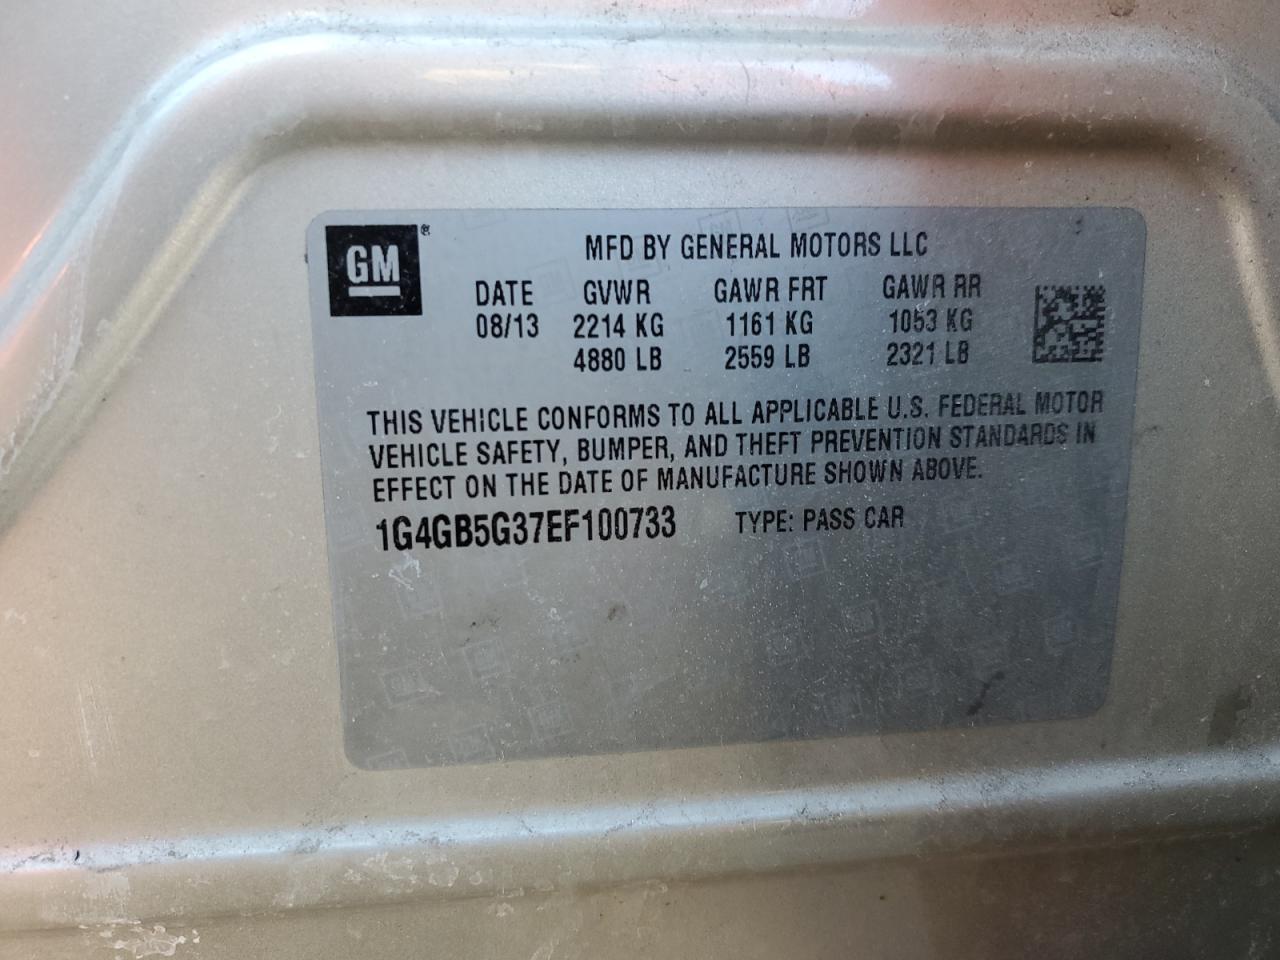 GM®
MFD BY GENERAL MOTORS LLC
DATE GVWR GAWR FRT GAWR RR
08/13 2214 KG 1161 KG 1053 KG
4880 LB 2559 LB 2321 LB
THIS VEHICLE CONFORMS TO ALL APPLICABLE U.S. FEDERAL MOTOR
VEHICLE SAFETY, BUMPER, AND THEFT PREVENTION STANDARDS IN
EFFECT ON THE DATE OF MANUFACTURE SHOWN ABOVE.
1G4GB5G37EF100733 TYPE: PASS CAR